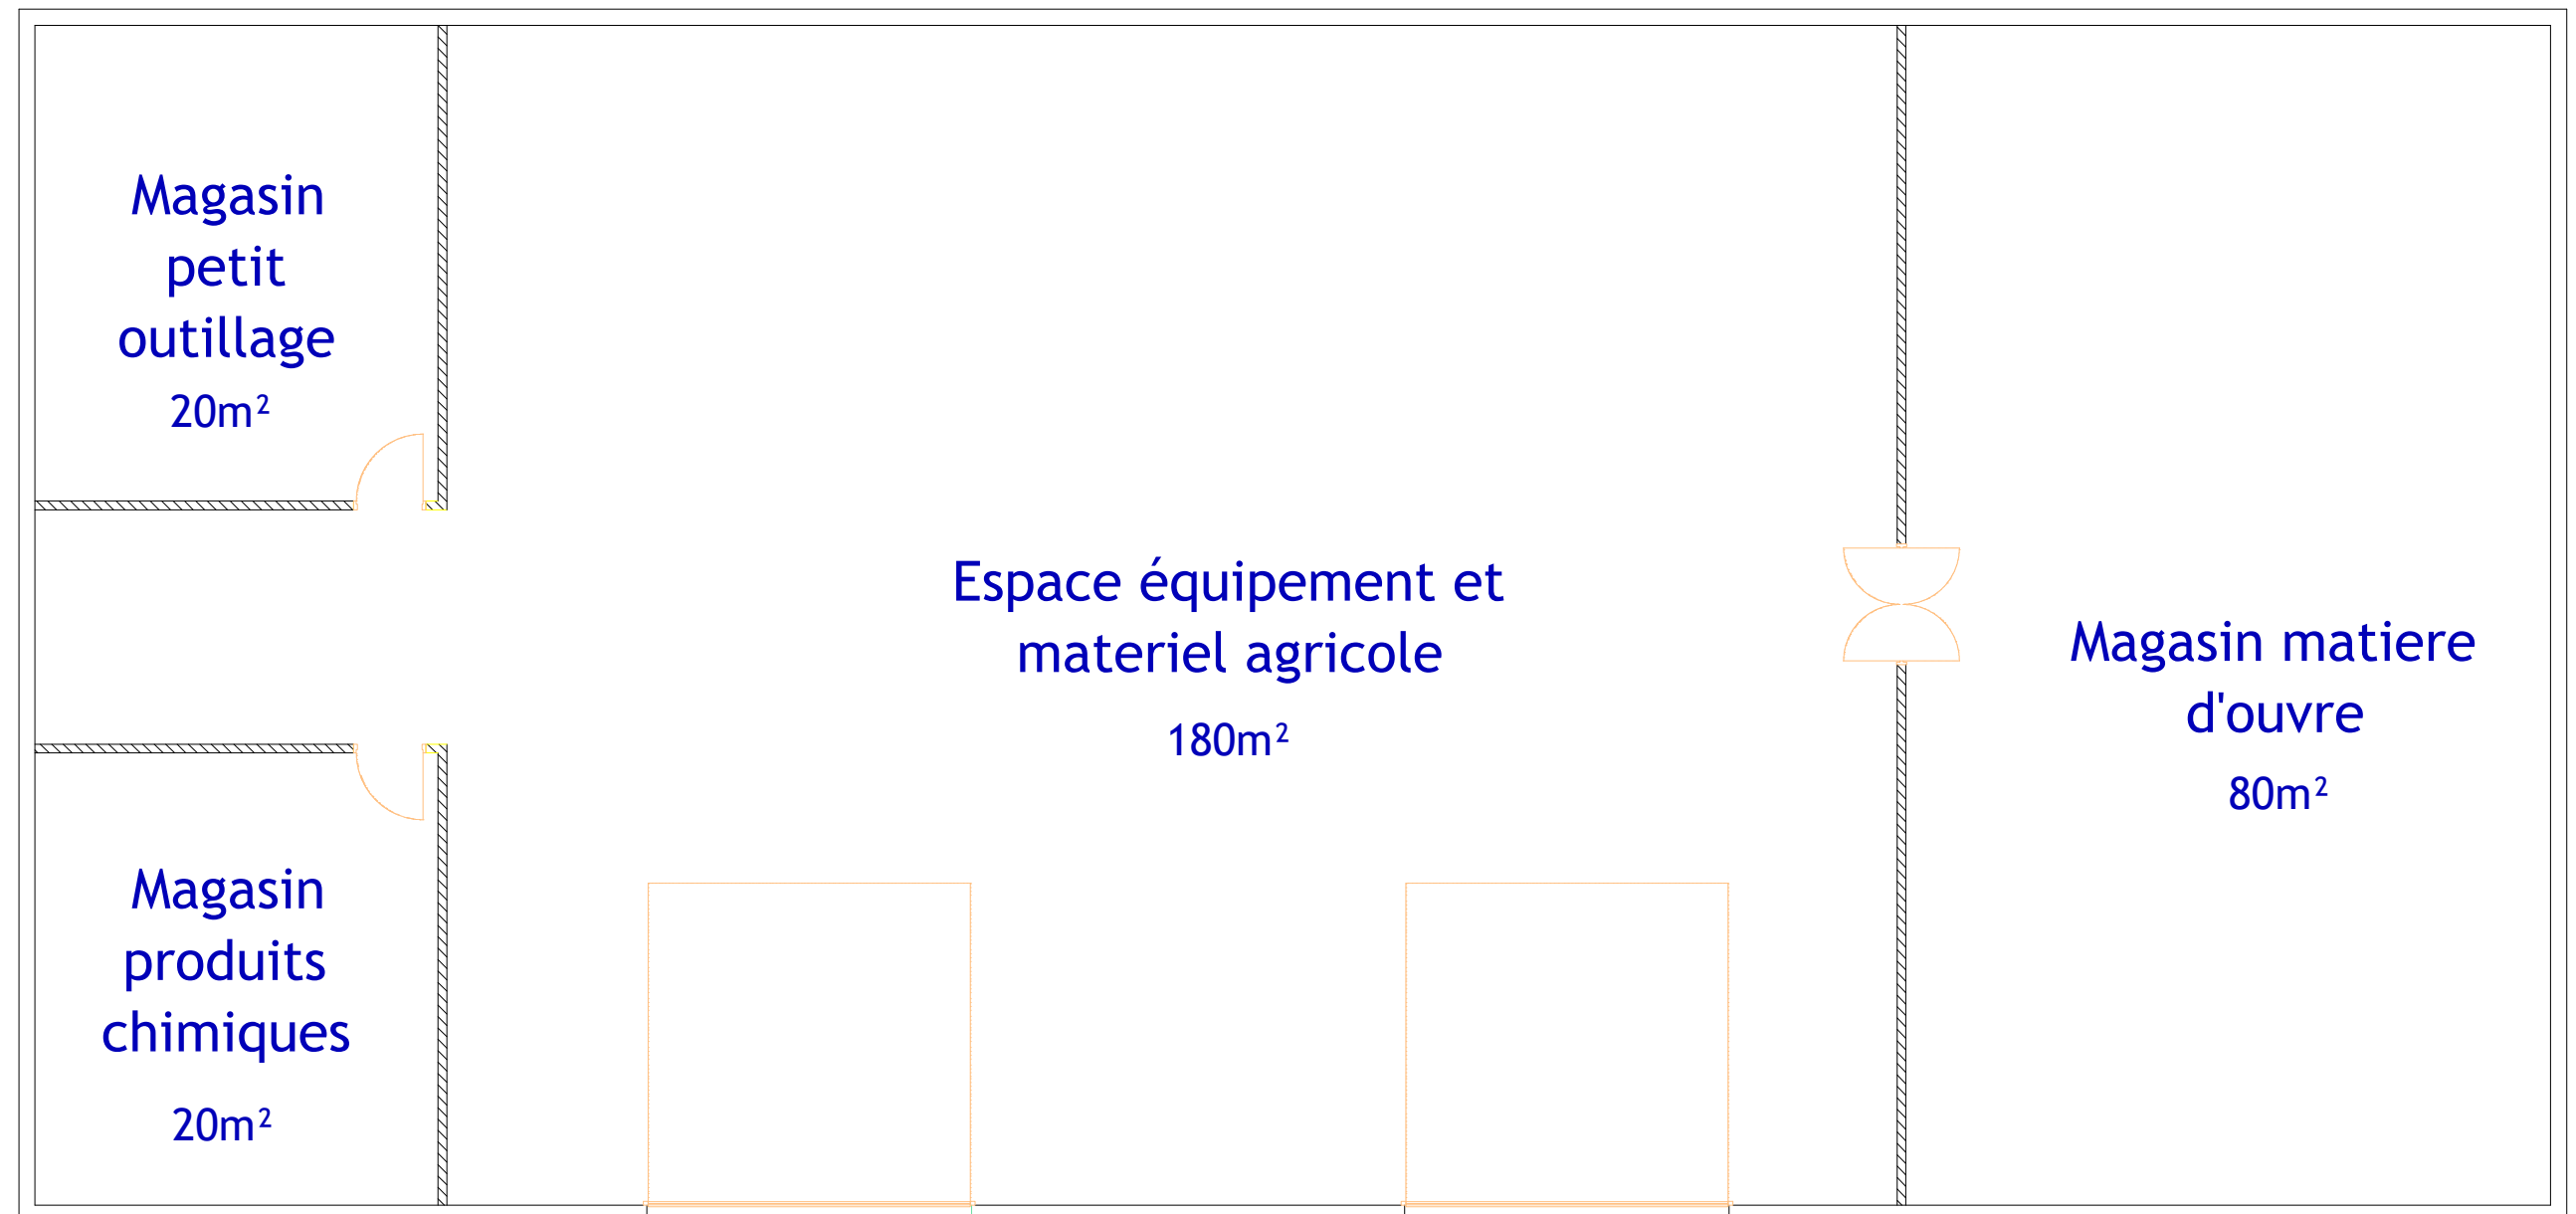 Magasin
petit
outillage
20m²
Espace équipement et
materiel agricole
180m²
Magasin matiere
d'ouvre
80m²
Magasin
produits
chimiques
20m²